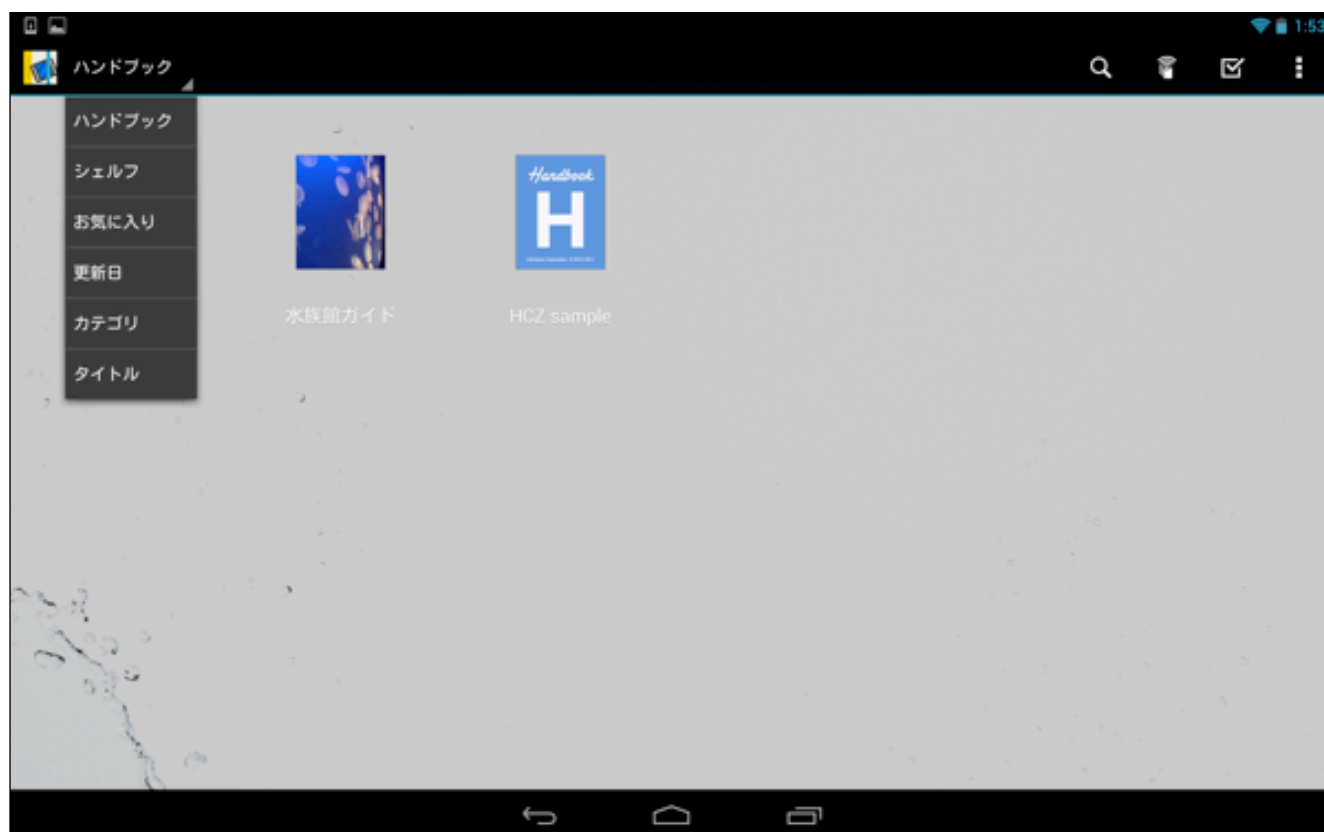 1:53
ハンドブック
ハンドブック
シェルフ
お気に入り
更新日
カテゴリ
タイトル
Handbook
H
水族館ガイド
HCZ sample